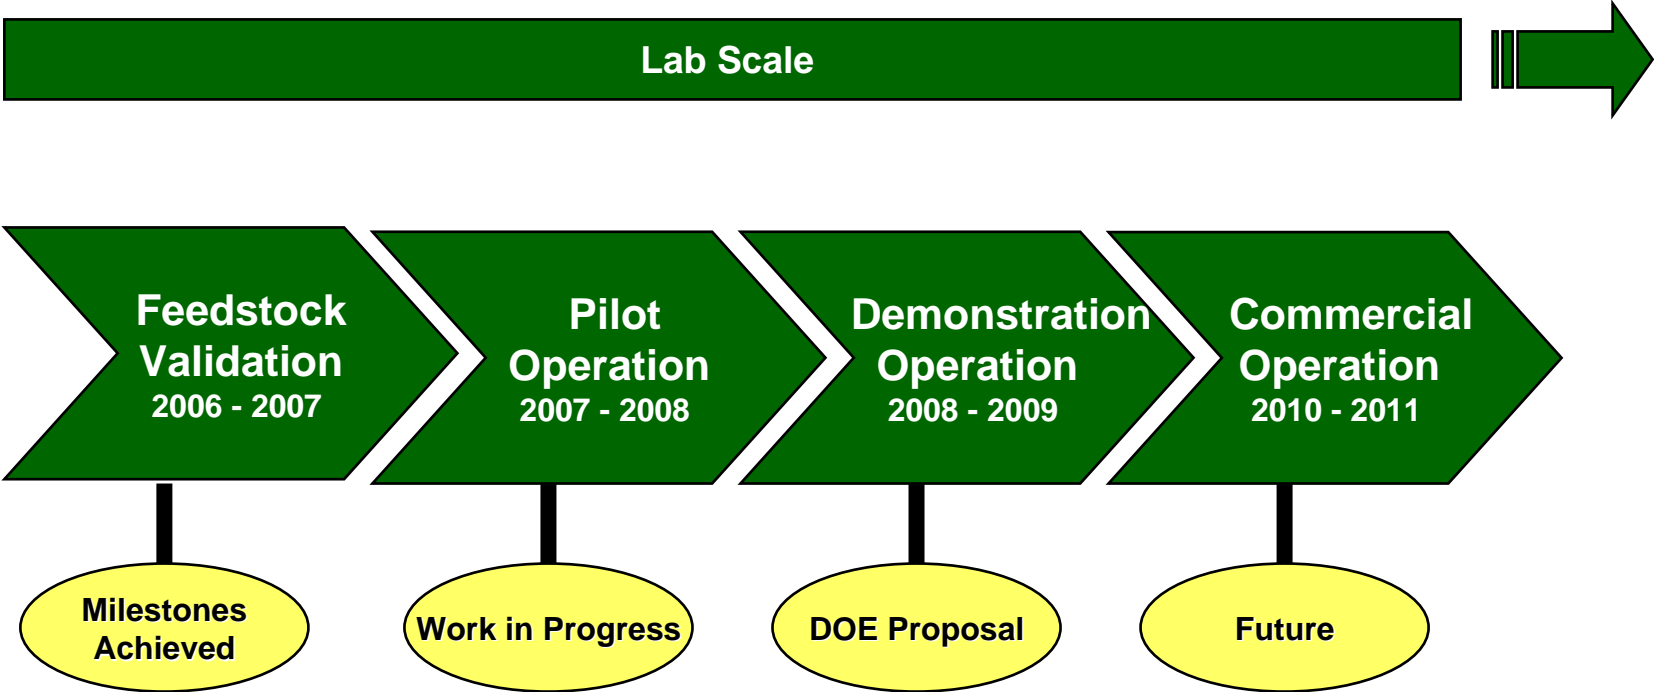 Lab Scale
Feedstock
Validation
2006 - 2007
Pilot
Operation
2007 - 2008
Demonstration
Operation
2008 - 2009
Commercial
Operation
2010 - 2011
Milestones
Achieved
Work in Progress
DOE Proposal
Future